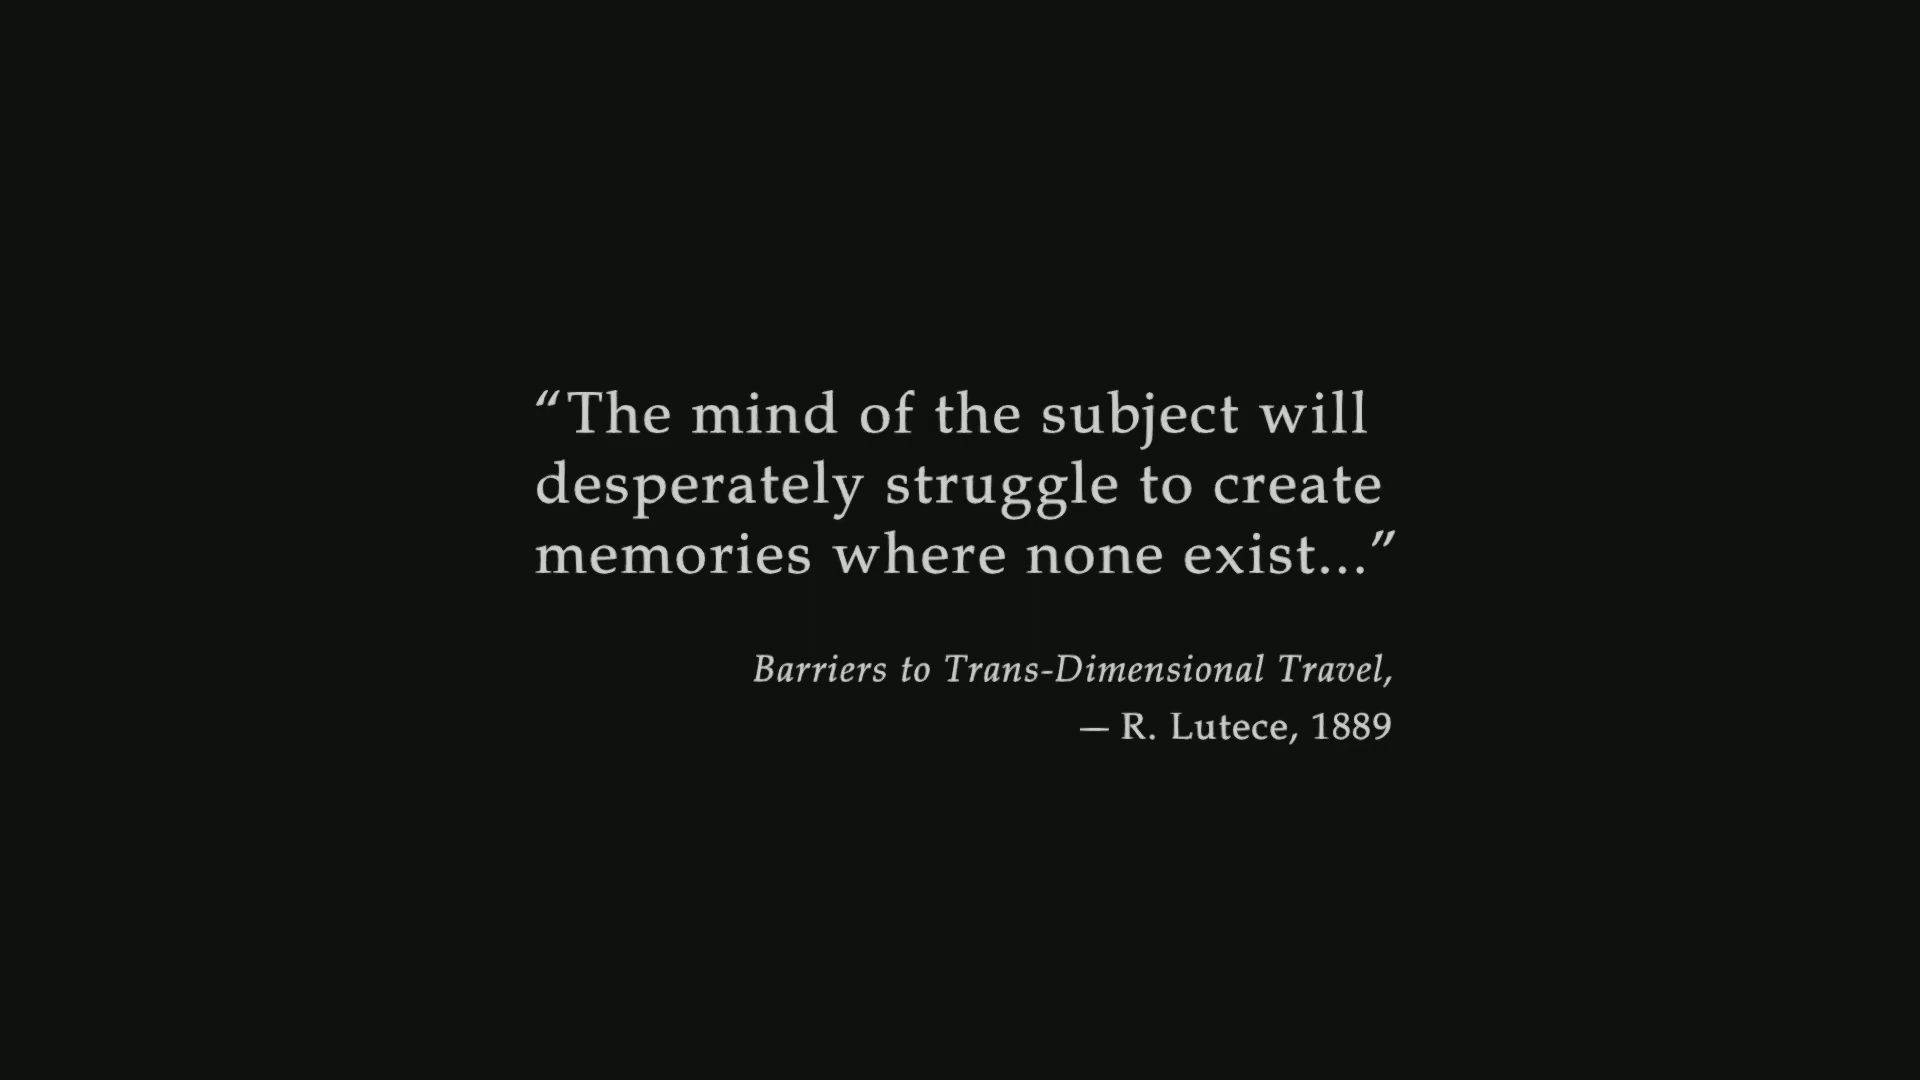 “The mind of the subject will
desperately struggle to create
memories where none exist...”
Barriers to Trans-Dimensional Travel,
— R. Lutece, 1889